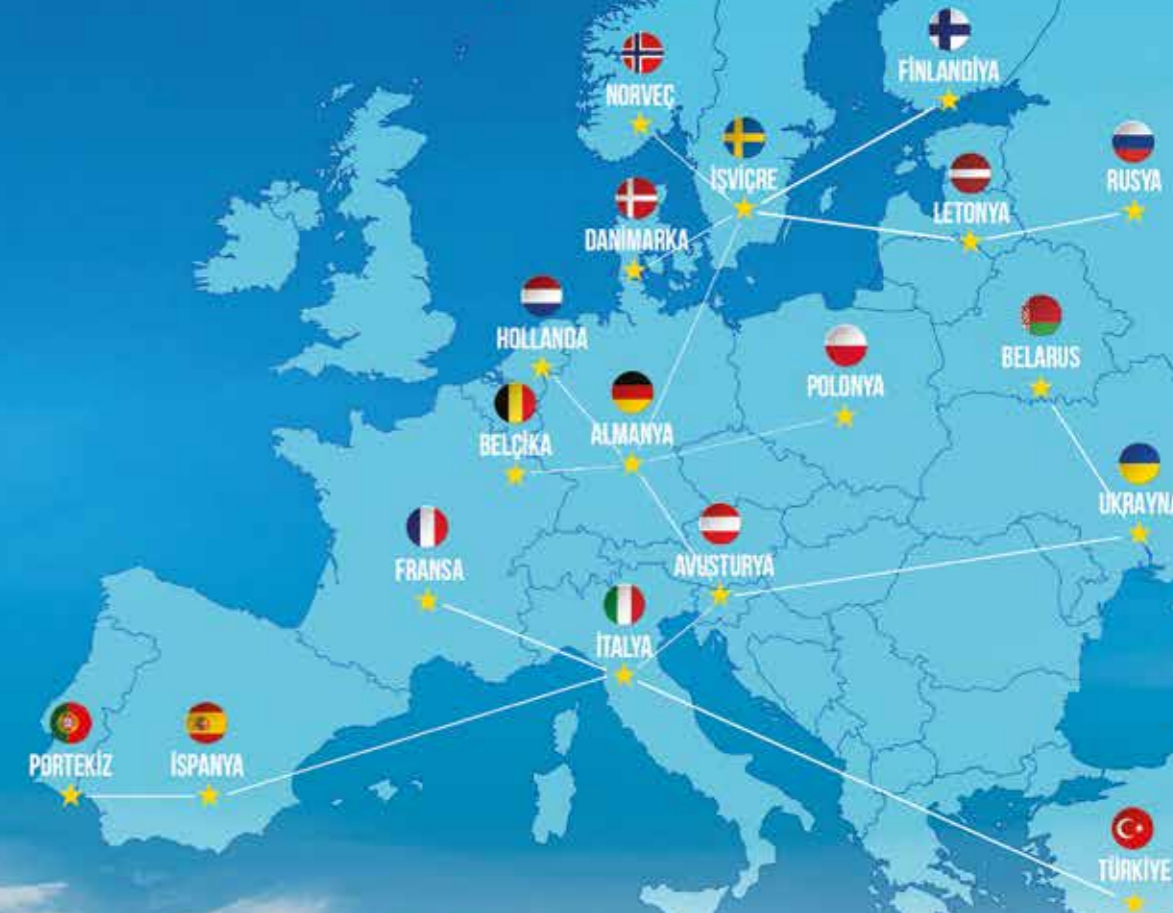 FİNLANDİYA
NORVEÇ
İSVİÇRE
RUSYA
LETONYA
DANİMARKA
HOLLANDA
BELARUS
POLONYA
BELÇİKA
ALMANYA
UKRAYNA
FRANSA
AVUSTURYA
İTALYA
PORTEKİZ
İSPANYA
TÜRKİYE